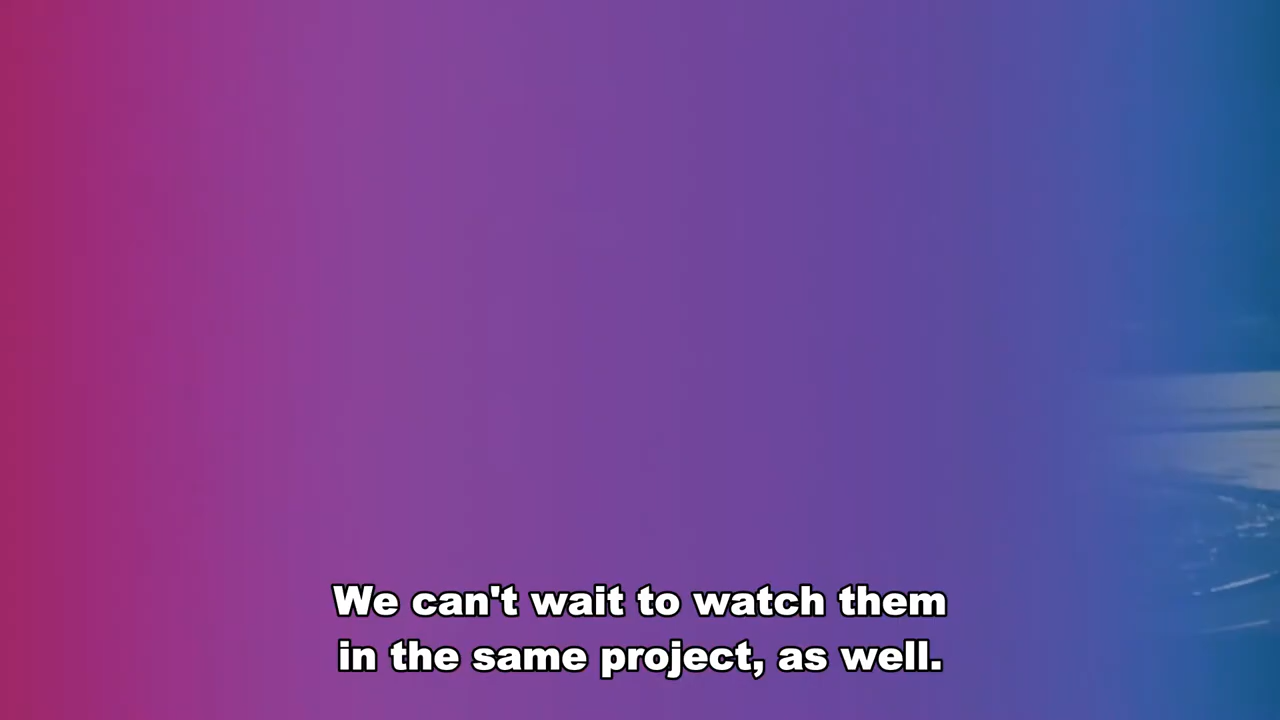 We can't wait to watch them
in the same project, as well.